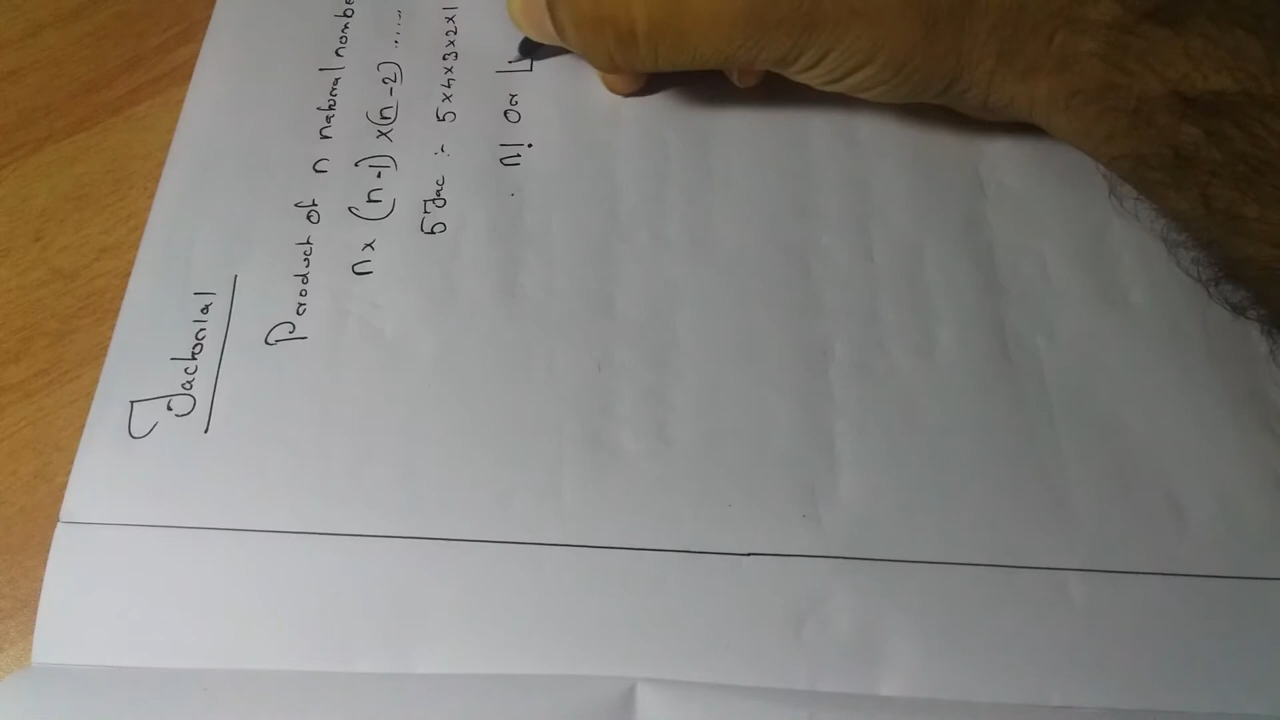 Factorial
Product of n natural numbe
n x (n-1) x (n-2) .....
5 Fac :- 5x4x3x2x1
n! or L